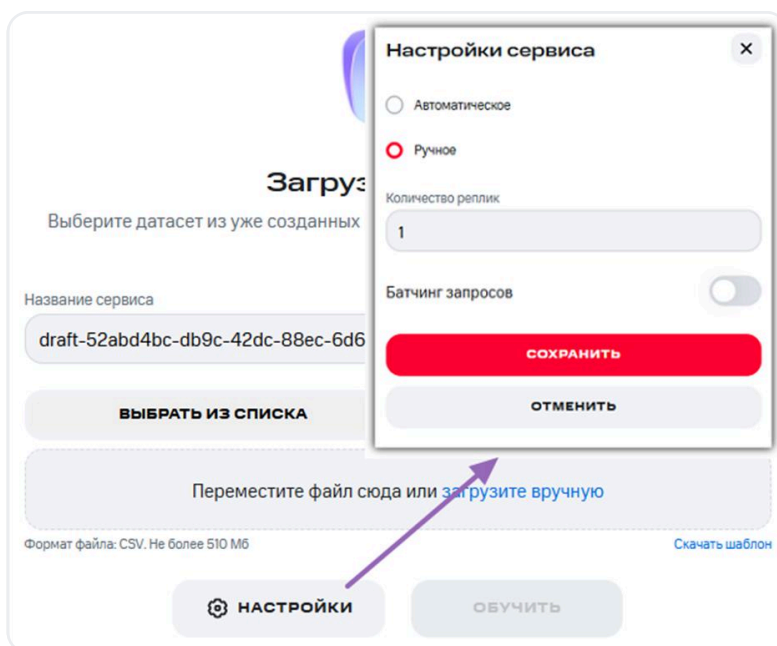 Настройки сервиса
Автоматическое
Ручное
Количество реплик
1
Батчинг запросов
СОХРАНИТЬ
ОТМЕНИТЬ
Выберите датасет из уже созданных
Название сервиса
draft-52abd4bc-db9c-42dc-88ec-6d6
ВЫБРАТЬ ИЗ СПИСКА
Переместите файл сюда или загрузите вручную
Формат файла: CSV. Не более 510 Мб
Скачать шаблон
НАСТРОЙКИ
ОБУЧИТЬ